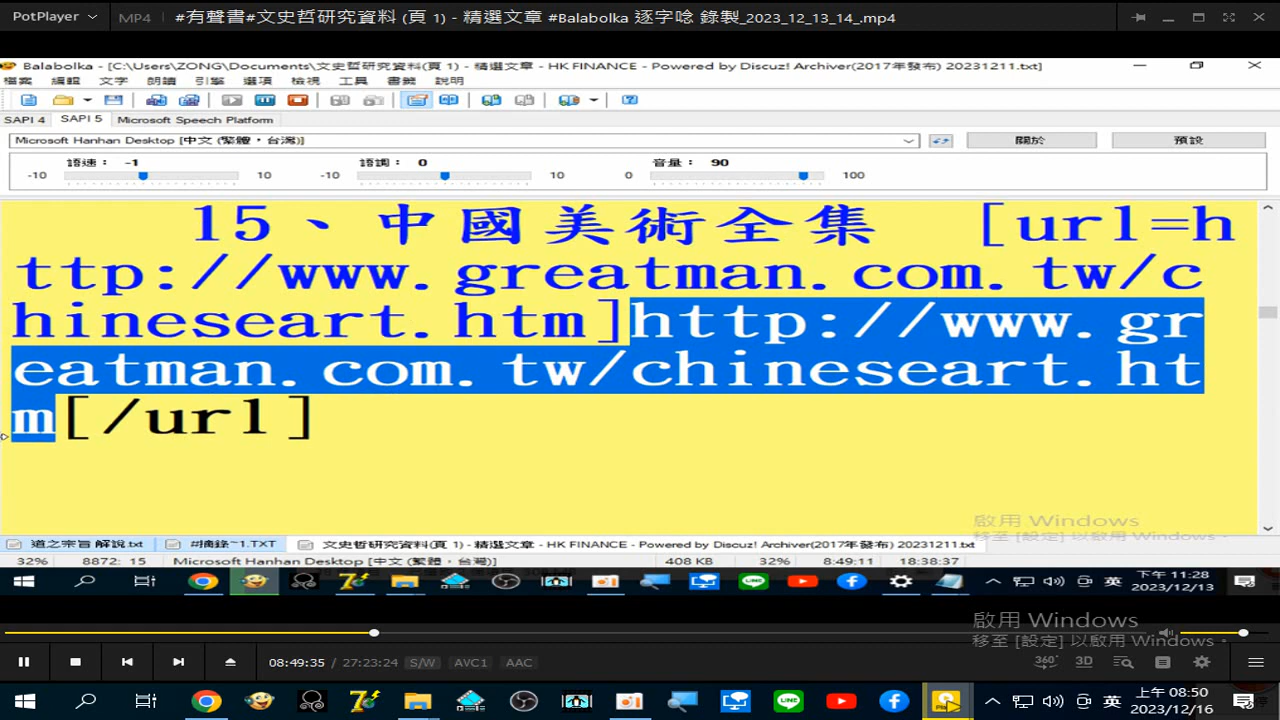 PotPlayer MP4 #有聲書#文史哲研究資料 (頁 1) - 精選文章 #Balabolka 逐字唸 錄製_2023_12_13_14_.mp4
Balabolka - [C:\Users\ZONG\Documents\文史哲研究資料(頁 1) - 精選文章 - HK FINANCE - Powered by Discuz! Archiver(2017年發布) 20231211.txt]
檔案 編輯 文字 朗讀 引擎 選項 檢視 工具 書籤 說明
SAPI 4 SAPI 5 Microsoft Speech Platform
Microsoft Hanhan Desktop [中文 (繁體，台灣)] 關於 預設
語速： -1 語調： 0 音量： 90
-10 10 -10 10 0 100
15、中國美術全集 [url=h
ttp://www.greatman.com.tw/c
hineseart.htm]http://www.gr
eatman.com.tw/chineseart.ht
m[/url]
啟用 Windows
移至 [設定] 以啟用 Windows。
道之宗旨 解說.txt #摘錄~1.TXT 文史哲研究資料(頁 1) - 精選文章 - HK FINANCE - Powered by Discuz! Archiver(2017年發布) 20231211.txt
32% 8872: 15 Microsoft Hanhan Desktop [中文 (繁體，台灣)] 408 KB 32% 8:49:11 18:38:37
英 下午 11:28
2023/12/13
啟用 Windows
移至 [設定] 以啟用 Windows。
08:49:35 / 27:23:24 S/W AVC1 AAC 360° 3D
英 上午 08:50
2023/12/16